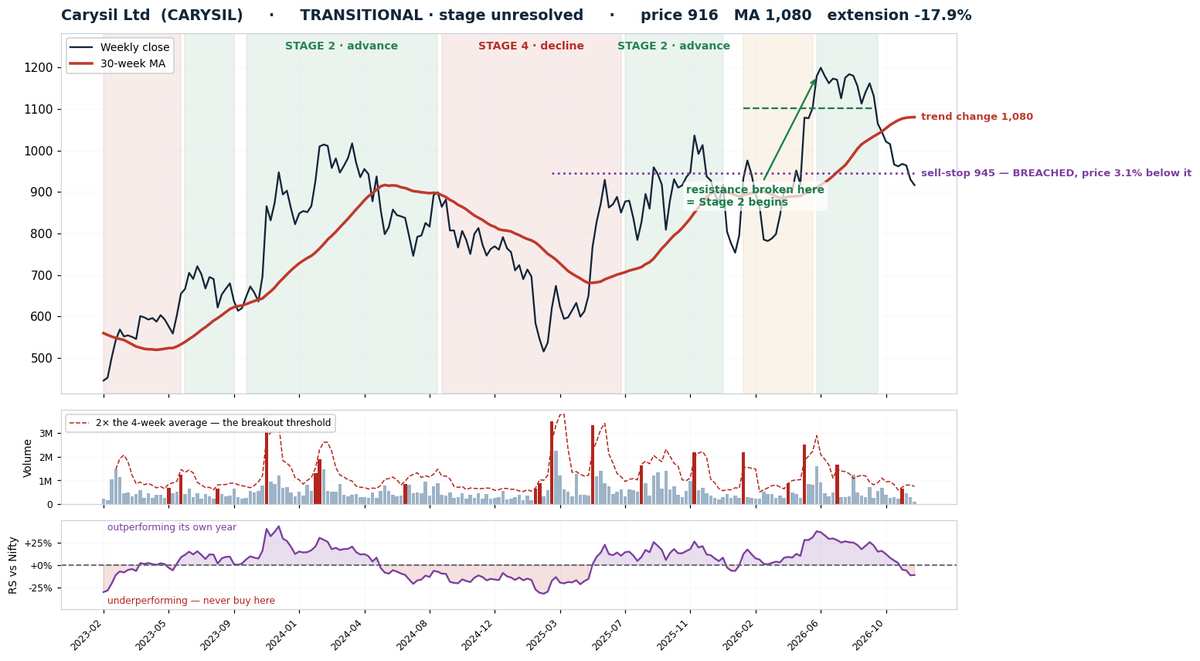 Carysil Ltd  (CARYSIL)     ·     TRANSITIONAL · stage unresolved     ·     price 916   MA 1,080   extension -17.9%
Weekly close
30-week MA
STAGE 2 · advance
STAGE 4 · decline
STAGE 2 · advance
1200
1100
1000
900
800
700
600
500
trend change 1,080
sell-stop 945 — BREACHED, price 3.1% below it
resistance broken here
= Stage 2 begins
2× the 4-week average — the breakout threshold
Volume
3M
2M
1M
0
outperforming its own year
RS vs Nifty
+25%
+0%
-25%
underperforming — never buy here
2023-02
2023-05
2023-09
2024-01
2024-04
2024-08
2024-12
2025-03
2025-07
2025-11
2026-02
2026-06
2026-10